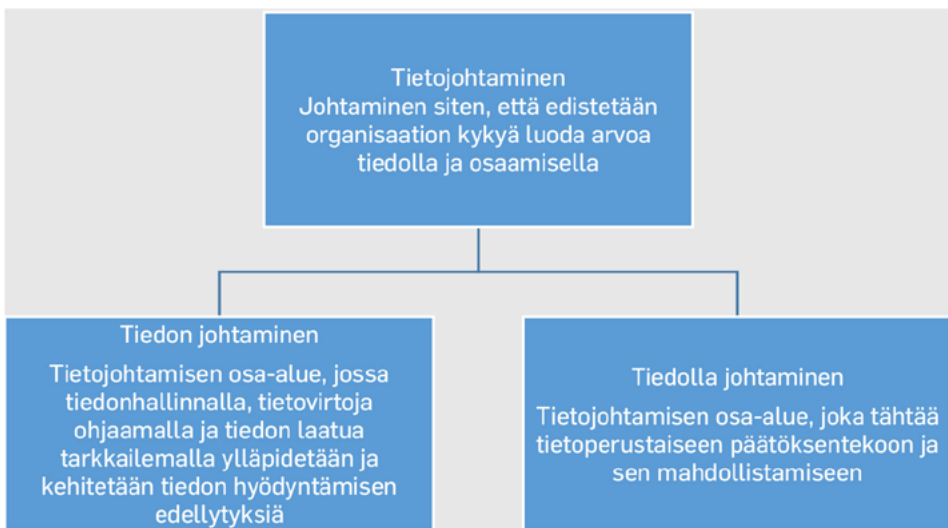 Tietojohtaminen
Johtaminen siten, että edistetään
organisaation kykyä luoda arvoa
tiedolla ja osaamisella
Tiedon johtaminen
Tietojohtamisen osa-alue, jossa
tiedonhallinnalla, tietovirtoja
ohjaamalla ja tiedon laatua
tarkkailemalla ylläpidetään ja
kehitetään tiedon hyödyntämisen
edellytyksiä
Tiedolla johtaminen
Tietojohtamisen osa-alue, joka tähtää
tietoperustaiseen päätöksentekoon ja
sen mahdollistamiseen